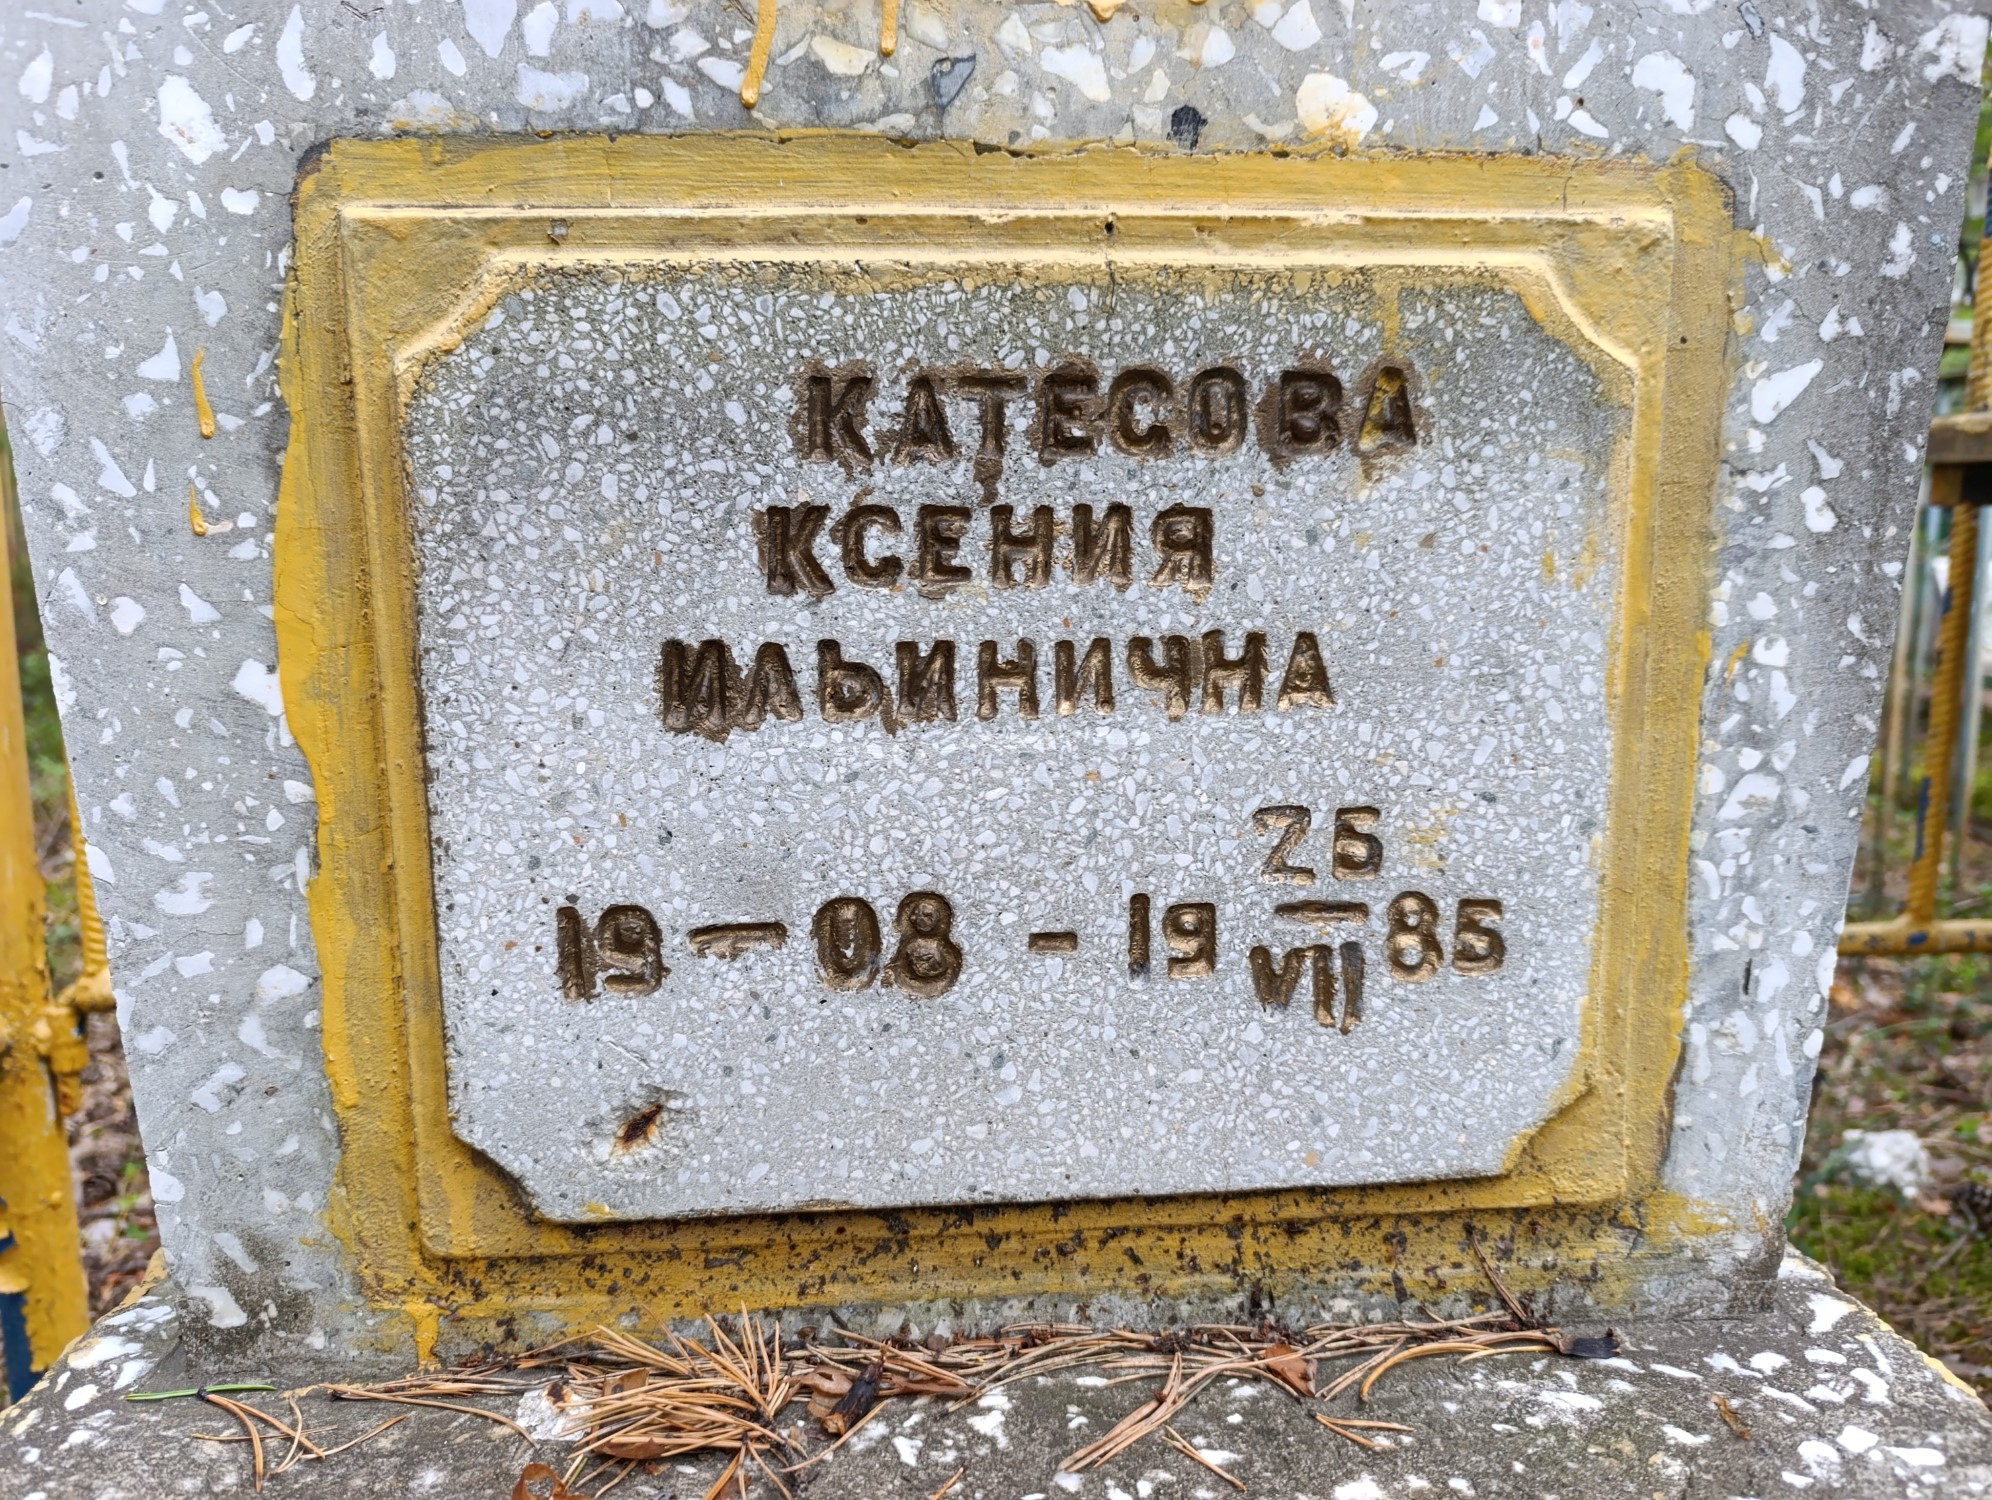 КАТЕСОВА
КСЕНИЯ
ИЛЬИНИЧНА
19 — 08 - 19 26/VII 85